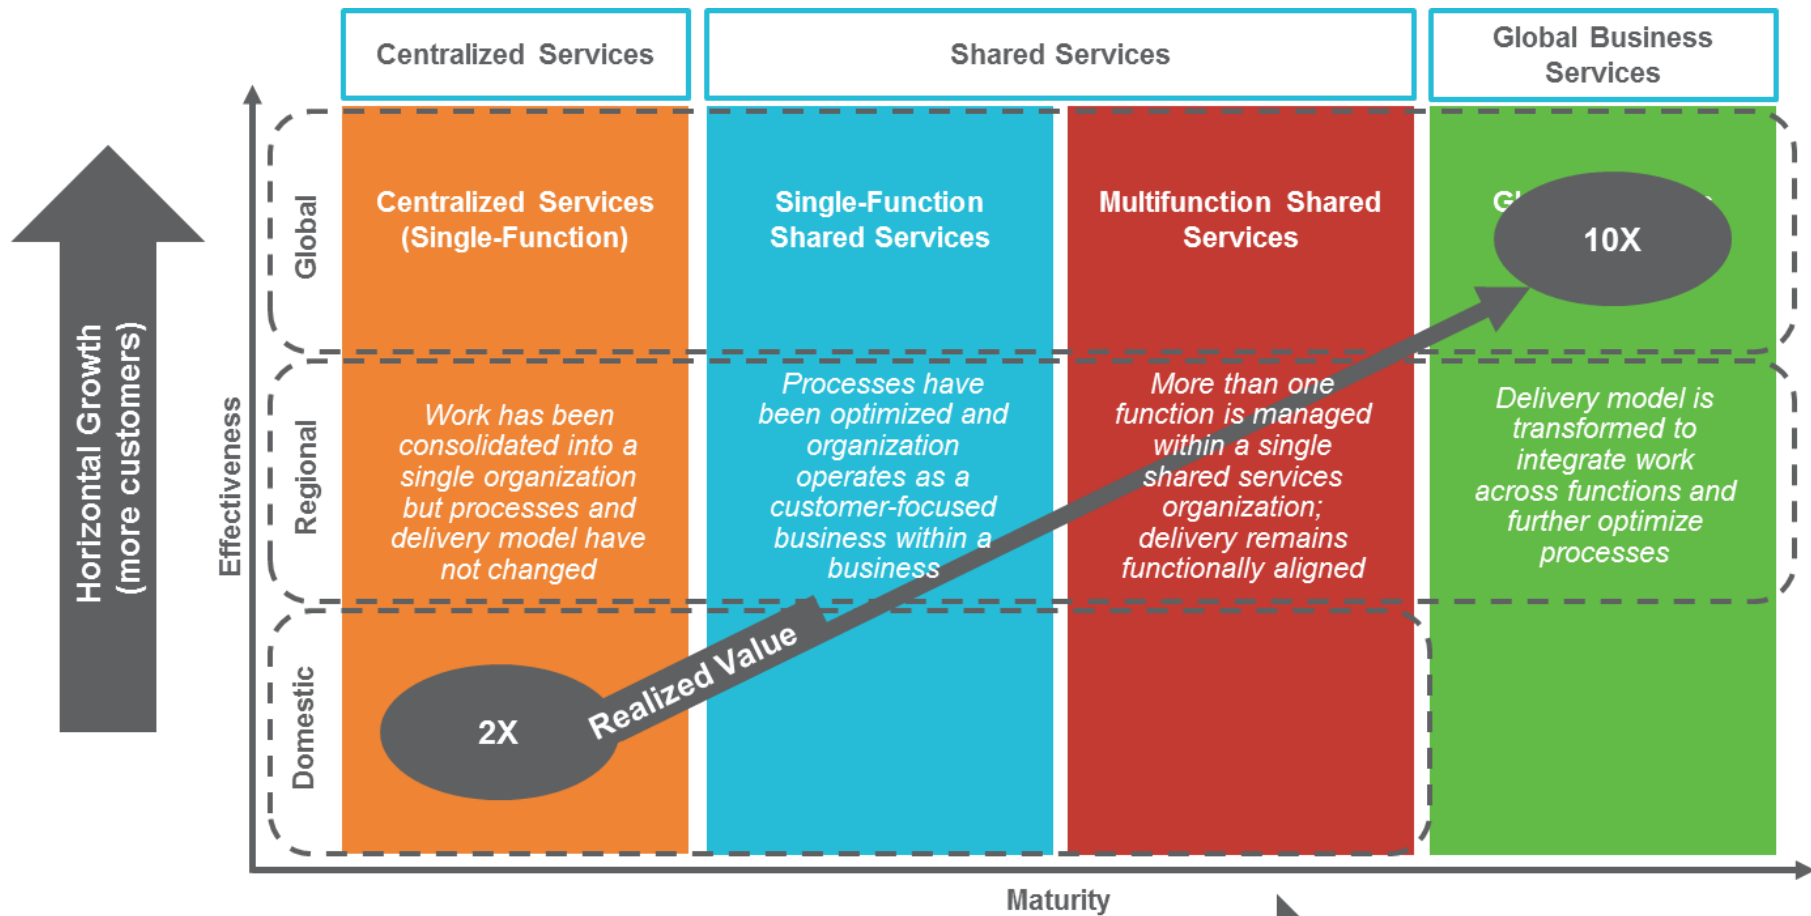 Centralized Services
Shared Services
Global Business
Services
Centralized Services
(Single-Function)
Single-Function
Shared Services
Multifunction Shared
Services
10X
Global
Horizontal Growth
(more customers)
Effectiveness
Regional
Work has been
consolidated into a
single organization
but processes and
delivery model have
not changed
Processes have
been optimized and
organization
operates as a
customer-focused
business within a
business
More than one
function is managed
within a single
shared services
organization;
delivery remains
functionally aligned
Delivery model is
transformed to
integrate work
across functions and
further optimize
processes
Domestic
2X
Realized Value
Maturity